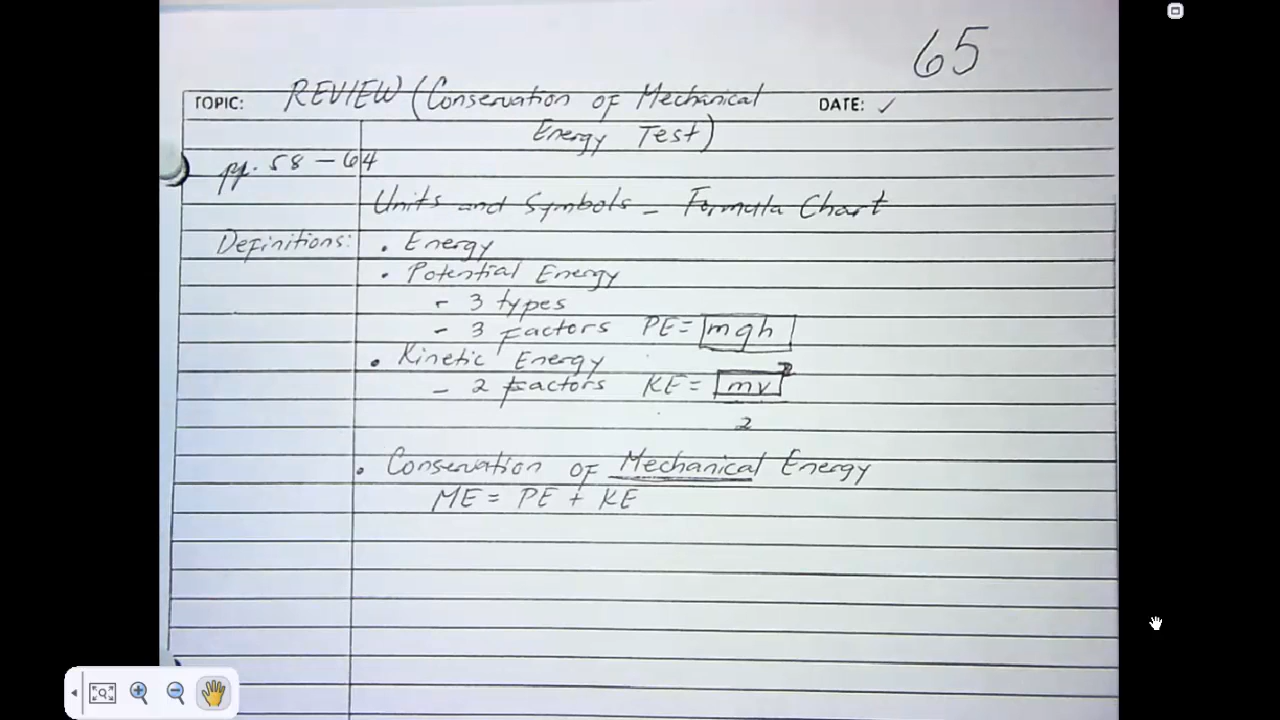 65
TOPIC: REVIEW (Conservation of Mechanical DATE: ✓
Energy Test)
pp. 58 - 64
Units and Symbols - Formula Chart
Definitions: • Energy
• Potential Energy
- 3 types
- 3 Factors PE = mgh
• Kinetic Energy
- 2 Factors KE = mv²
2
• Conservation of Mechanical Energy
ME = PE + KE